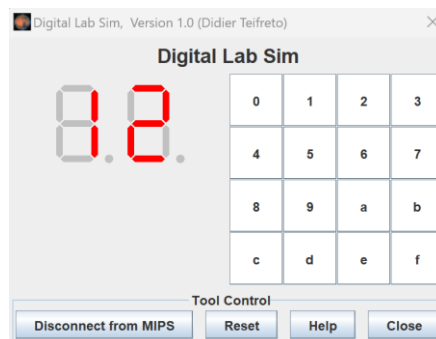 Digital Lab Sim, Version 1.0 (Didier Teifreto)
Digital Lab Sim
12
0 1 2 3
4 5 6 7
8 9 a b
c d e f
Tool Control
Disconnect from MIPS Reset Help Close